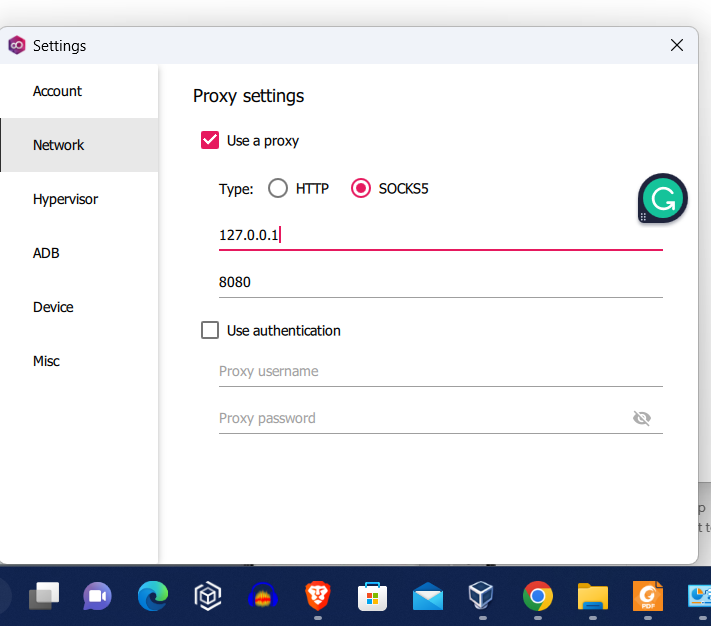 Settings
Account
Network
Hypervisor
ADB
Device
Misc
Proxy settings
Use a proxy
Type: HTTP SOCKS5
127.0.0.1
8080
Use authentication
Proxy username
Proxy password
PDF